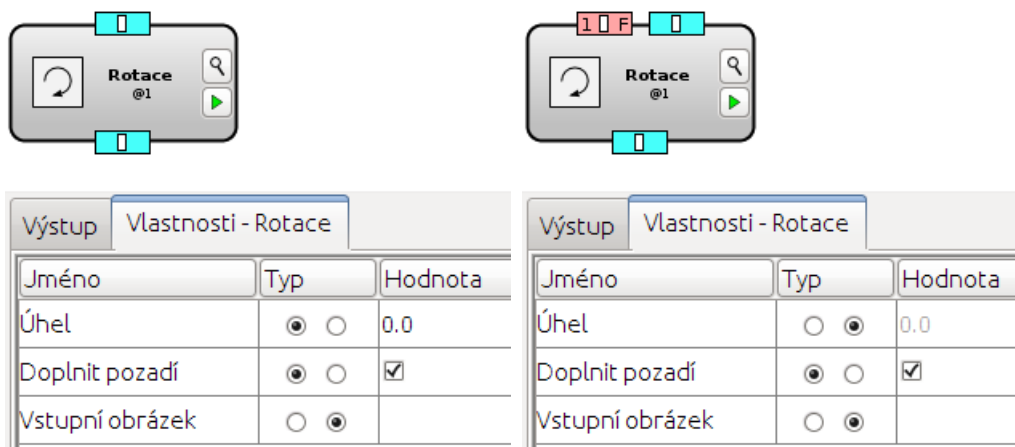 Rotace
@1
1 F
Rotace
@1
Výstup Vlastnosti - Rotace
Jméno Typ Hodnota
Úhel 0.0
Doplnit pozadí
Vstupní obrázek
Výstup Vlastnosti - Rotace
Jméno Typ Hodnota
Úhel 0.0
Doplnit pozadí
Vstupní obrázek